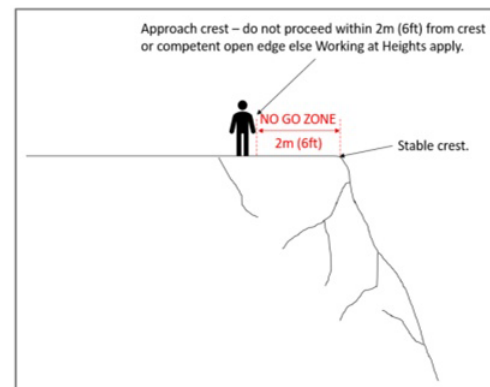 Approach crest – do not proceed within 2m (6ft) from crest
or competent open edge else Working at Heights apply.
NO GO ZONE
2m (6ft)
Stable crest.